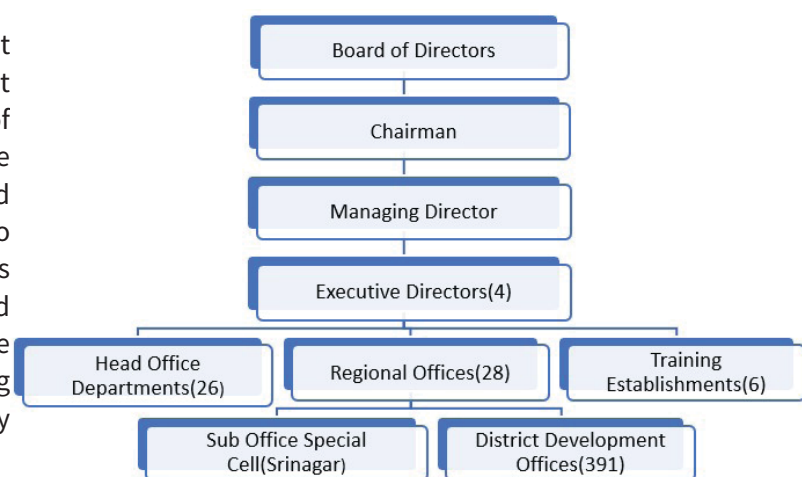 t
t
of
e
d
o
s
d
e
g
y
Board of Directors
Chairman
Managing Director
Executive Directors(4)
Head Office
Departments(26)
Regional Offices(28)
Training
Establishments(6)
Sub Office Special
Cell(Srinagar)
District Development
Offices(391)